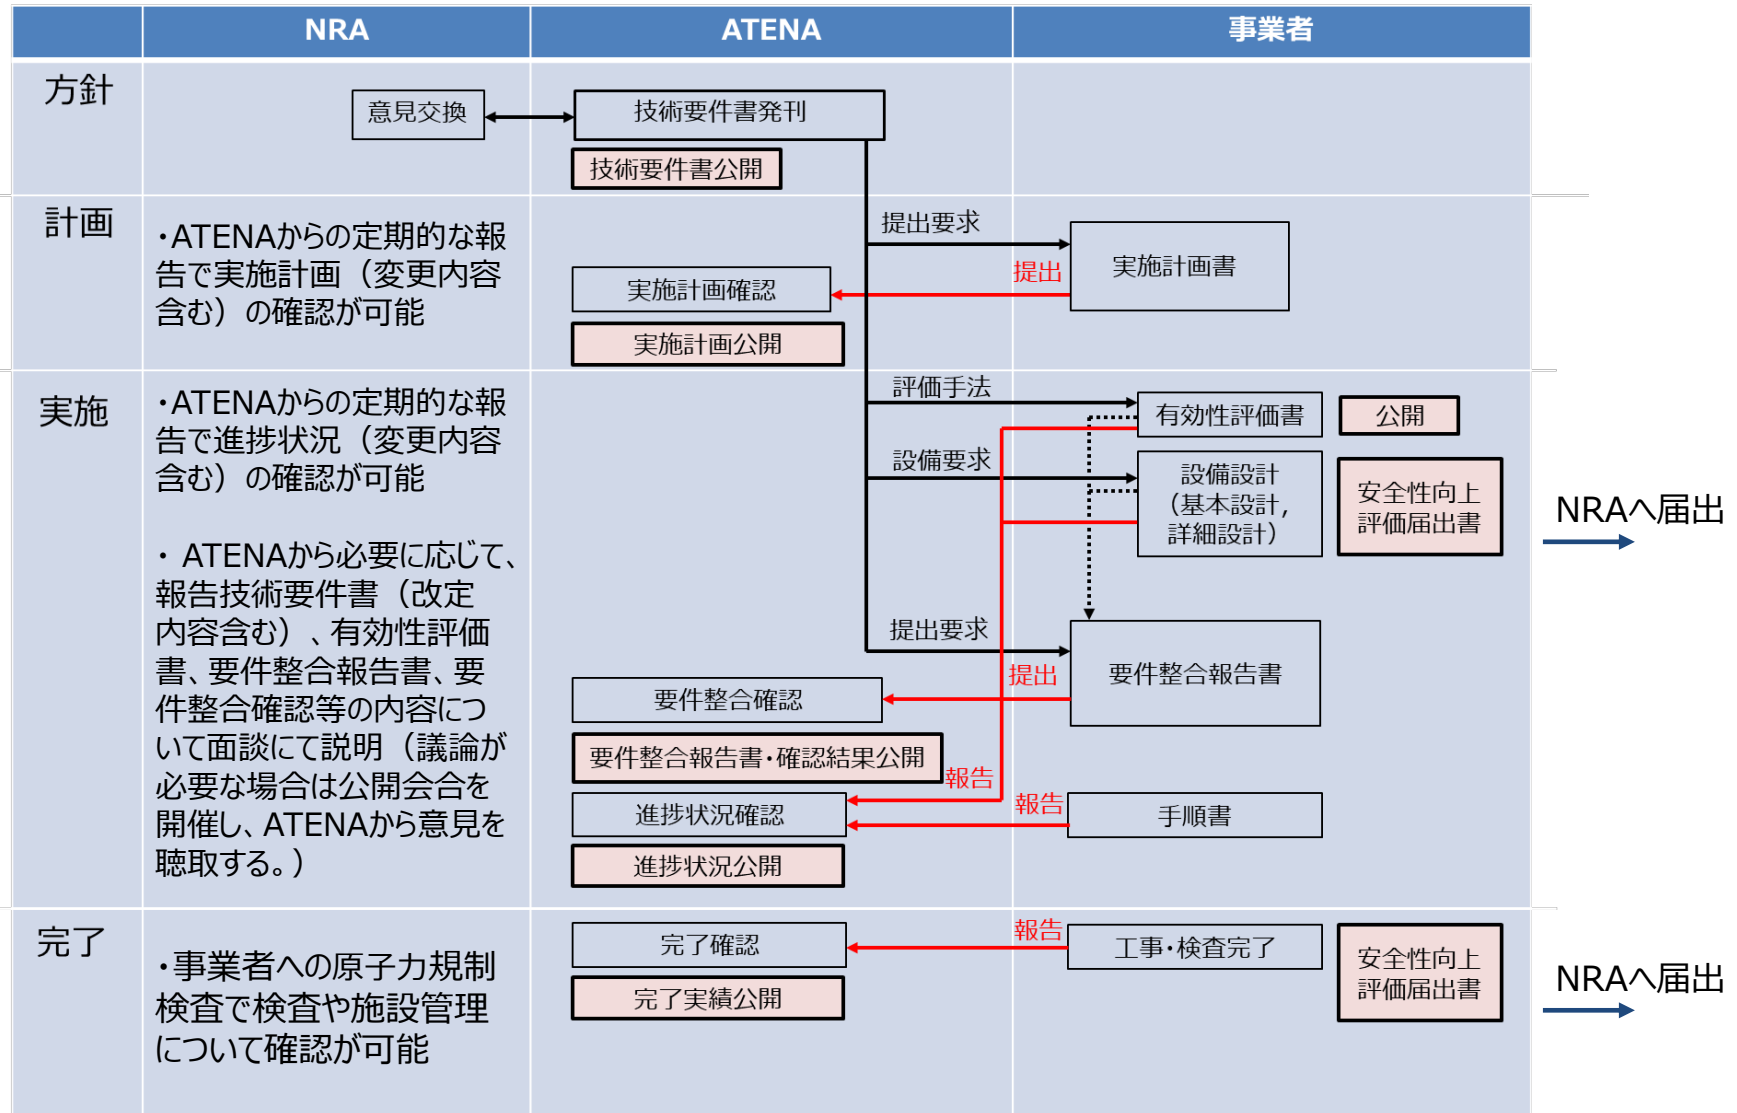 NRA
ATENA
事業者
方針
意見交換
技術要件書発刊
技術要件書公開
計画
・ATENAからの定期的な報
告で実施計画（変更内容
含む）の確認が可能
提出要求
実施計画書
提出
実施計画確認
実施計画公開
実施
・ATENAからの定期的な報
告で進捗状況（変更内容
含む）の確認が可能
・ ATENAから必要に応じて、
報告技術要件書（改定
内容含む）、有効性評価
書、要件整合報告書、要
件整合確認等の内容につ
いて面談にて説明（議論が
必要な場合は公開会合を
開催し、ATENAから意見を
聴取する。）
評価手法
有効性評価書
公開
設備要求
設備設計
（基本設計,
詳細設計）
安全性向上
評価届出書
NRAへ届出
提出要求
要件整合報告書
提出
要件整合確認
要件整合報告書・確認結果公開
報告
進捗状況確認
報告
手順書
進捗状況公開
完了
・事業者への原子力規制
検査で検査や施設管理
について確認が可能
完了確認
報告
工事・検査完了
完了実績公開
安全性向上
評価届出書
NRAへ届出